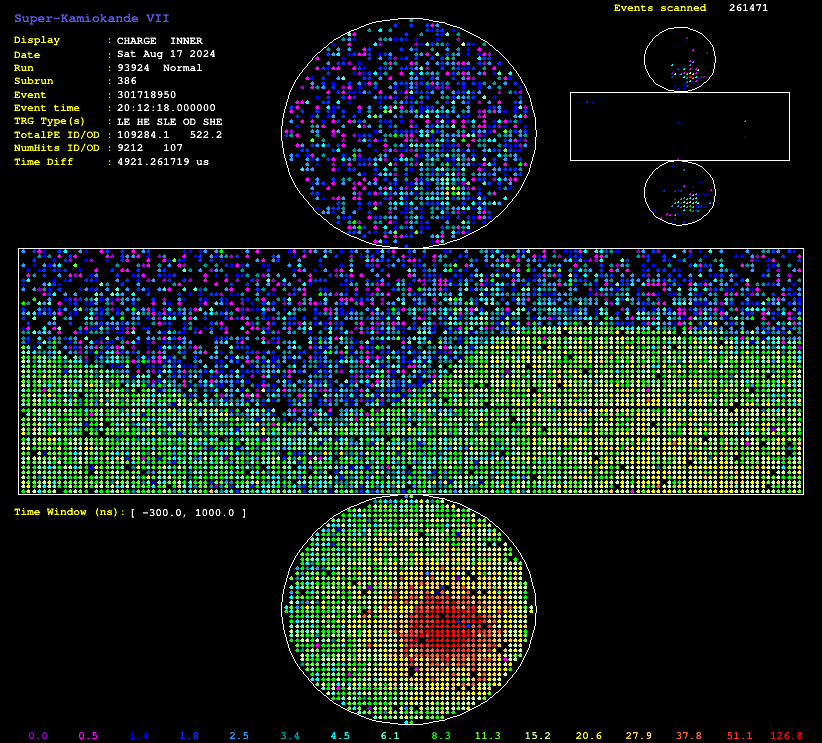 Events scanned 261471
Super-Kamiokande VII
Display : CHARGE INNER
Date : Sat Aug 17 2024
Run : 93924 Normal
Subrun : 386
Event : 301718950
Event time : 20:12:18.000000
TRG Type(s) : LE HE SLE OD SHE
TotalPE ID/OD : 109284.1 522.2
NumHits ID/OD : 9212 107
Time Diff : 4921.261719 us
Time Window (ns): [ -300.0, 1000.0 ]
0.0 0.5 1.4 1.8 2.5 3.4 4.5 6.1 8.3 11.3 15.2 20.6 27.9 37.8 51.1 126.8